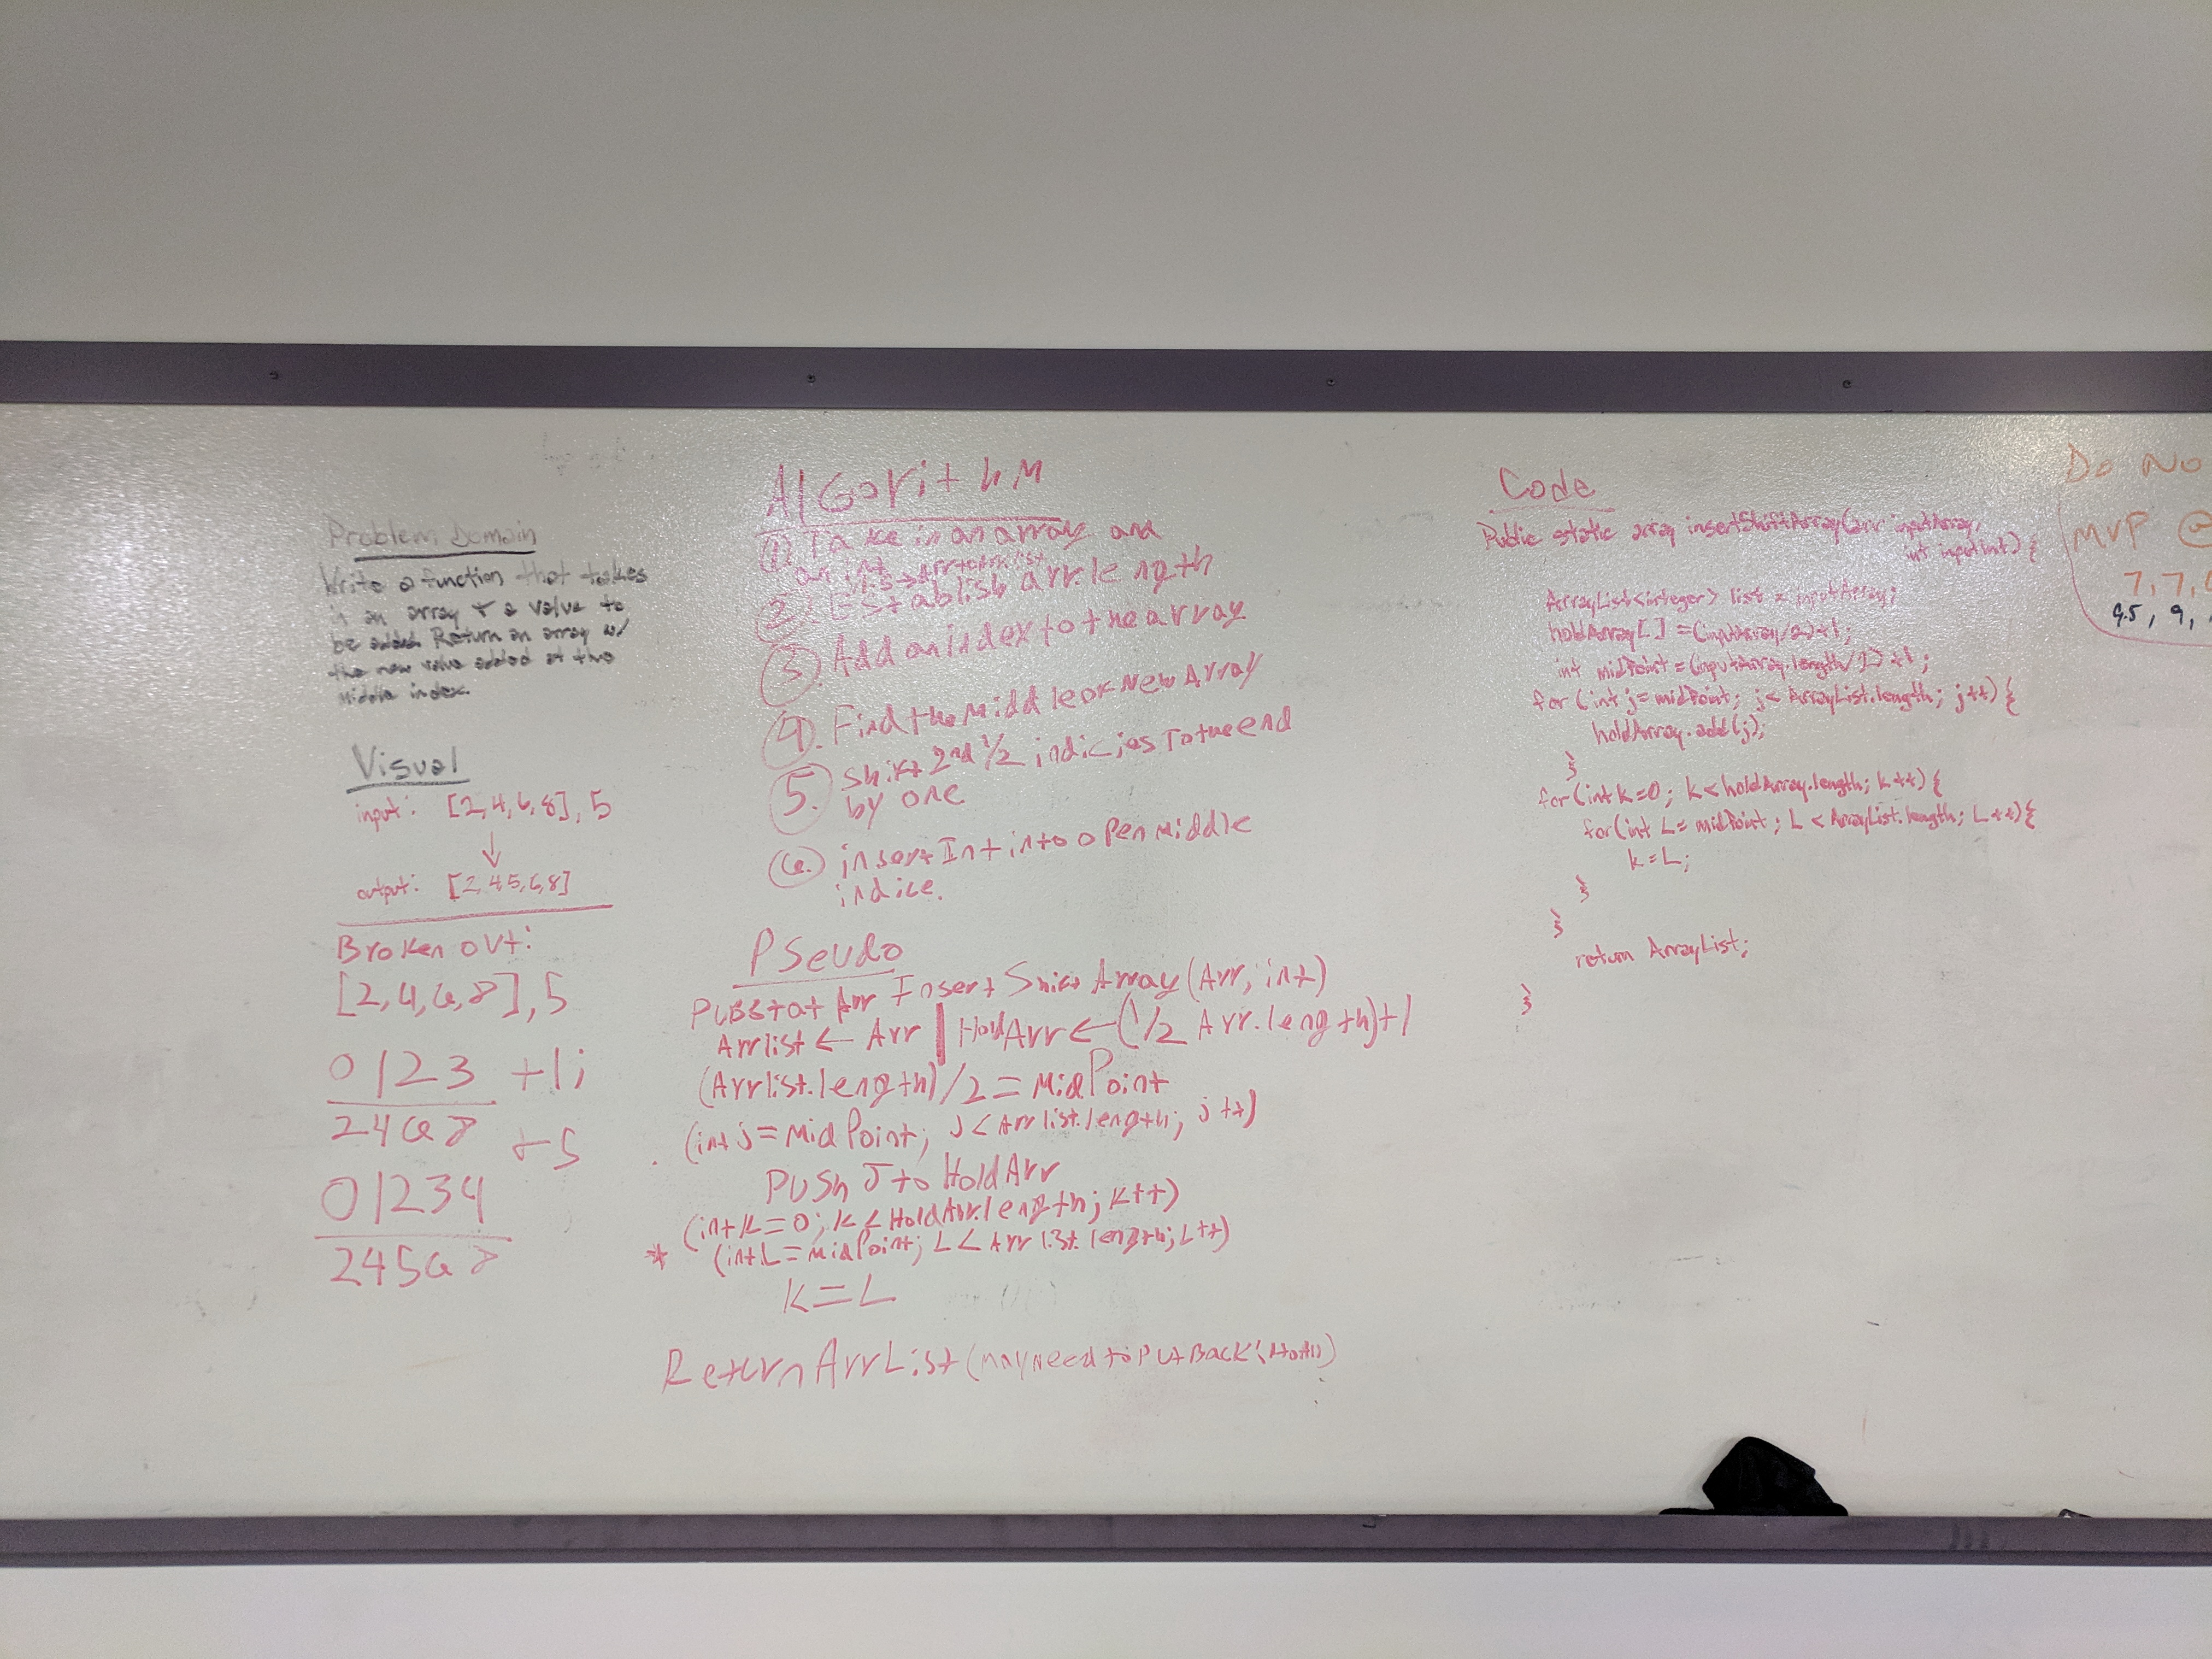 Problem Domain
Write a function that takes
in an array & a value to
be added. Return an array w/
the new value added at the
middle index.
Visual
input: [2,4,6,8], 5
↓
output: [2,45,6,8]
Broken out:
[2,4,6,8],5
0123 +1i
2468 +5
01234
24568
AlGorithM
① Take in an array and
an int
② Establish arr.length
③ Add an index to the array
④. Find the Middle of New Array
⑤. Shift 2nd 1/2 indicies To the end
by one
⑥. insert Int into open Middle
indice.
PSeudo
PUBStat Arr Insert Shift Array (Arr, int)
Arrlist ← Arr | HoldArr ← (1/2 Arr.length)+1
(Arrlist.length)/2 = MidPoint
(int j = MidPoint; J < Arrlist.length; j++)
PUSh J to HoldArr
(int K=0; K < HoldArr.length; K++)
* (int L = MidPoint; L < Arrlist.length; L++)
K=L
Return ArrList (May Need to PUt Back
Code
Public static array insertShiftArray(arr inputArray,
int inputInt) {
ArrayList<integer> list = inputArray;
holdArray[] = (inputArray/2)+1;
int midPoint = (inputArray.length/2)+1;
for (int j = midPoint; j < ArrayList.length; j++) {
holdArray.add(j);
}
for (int k=0; k < holdArray.length; k++) {
for (int L = midPoint; L < ArrayList.length; L++) {
k = L;
}
}
return ArrayList;
}
Do No
MVP @
7,7,
9.5, 9,